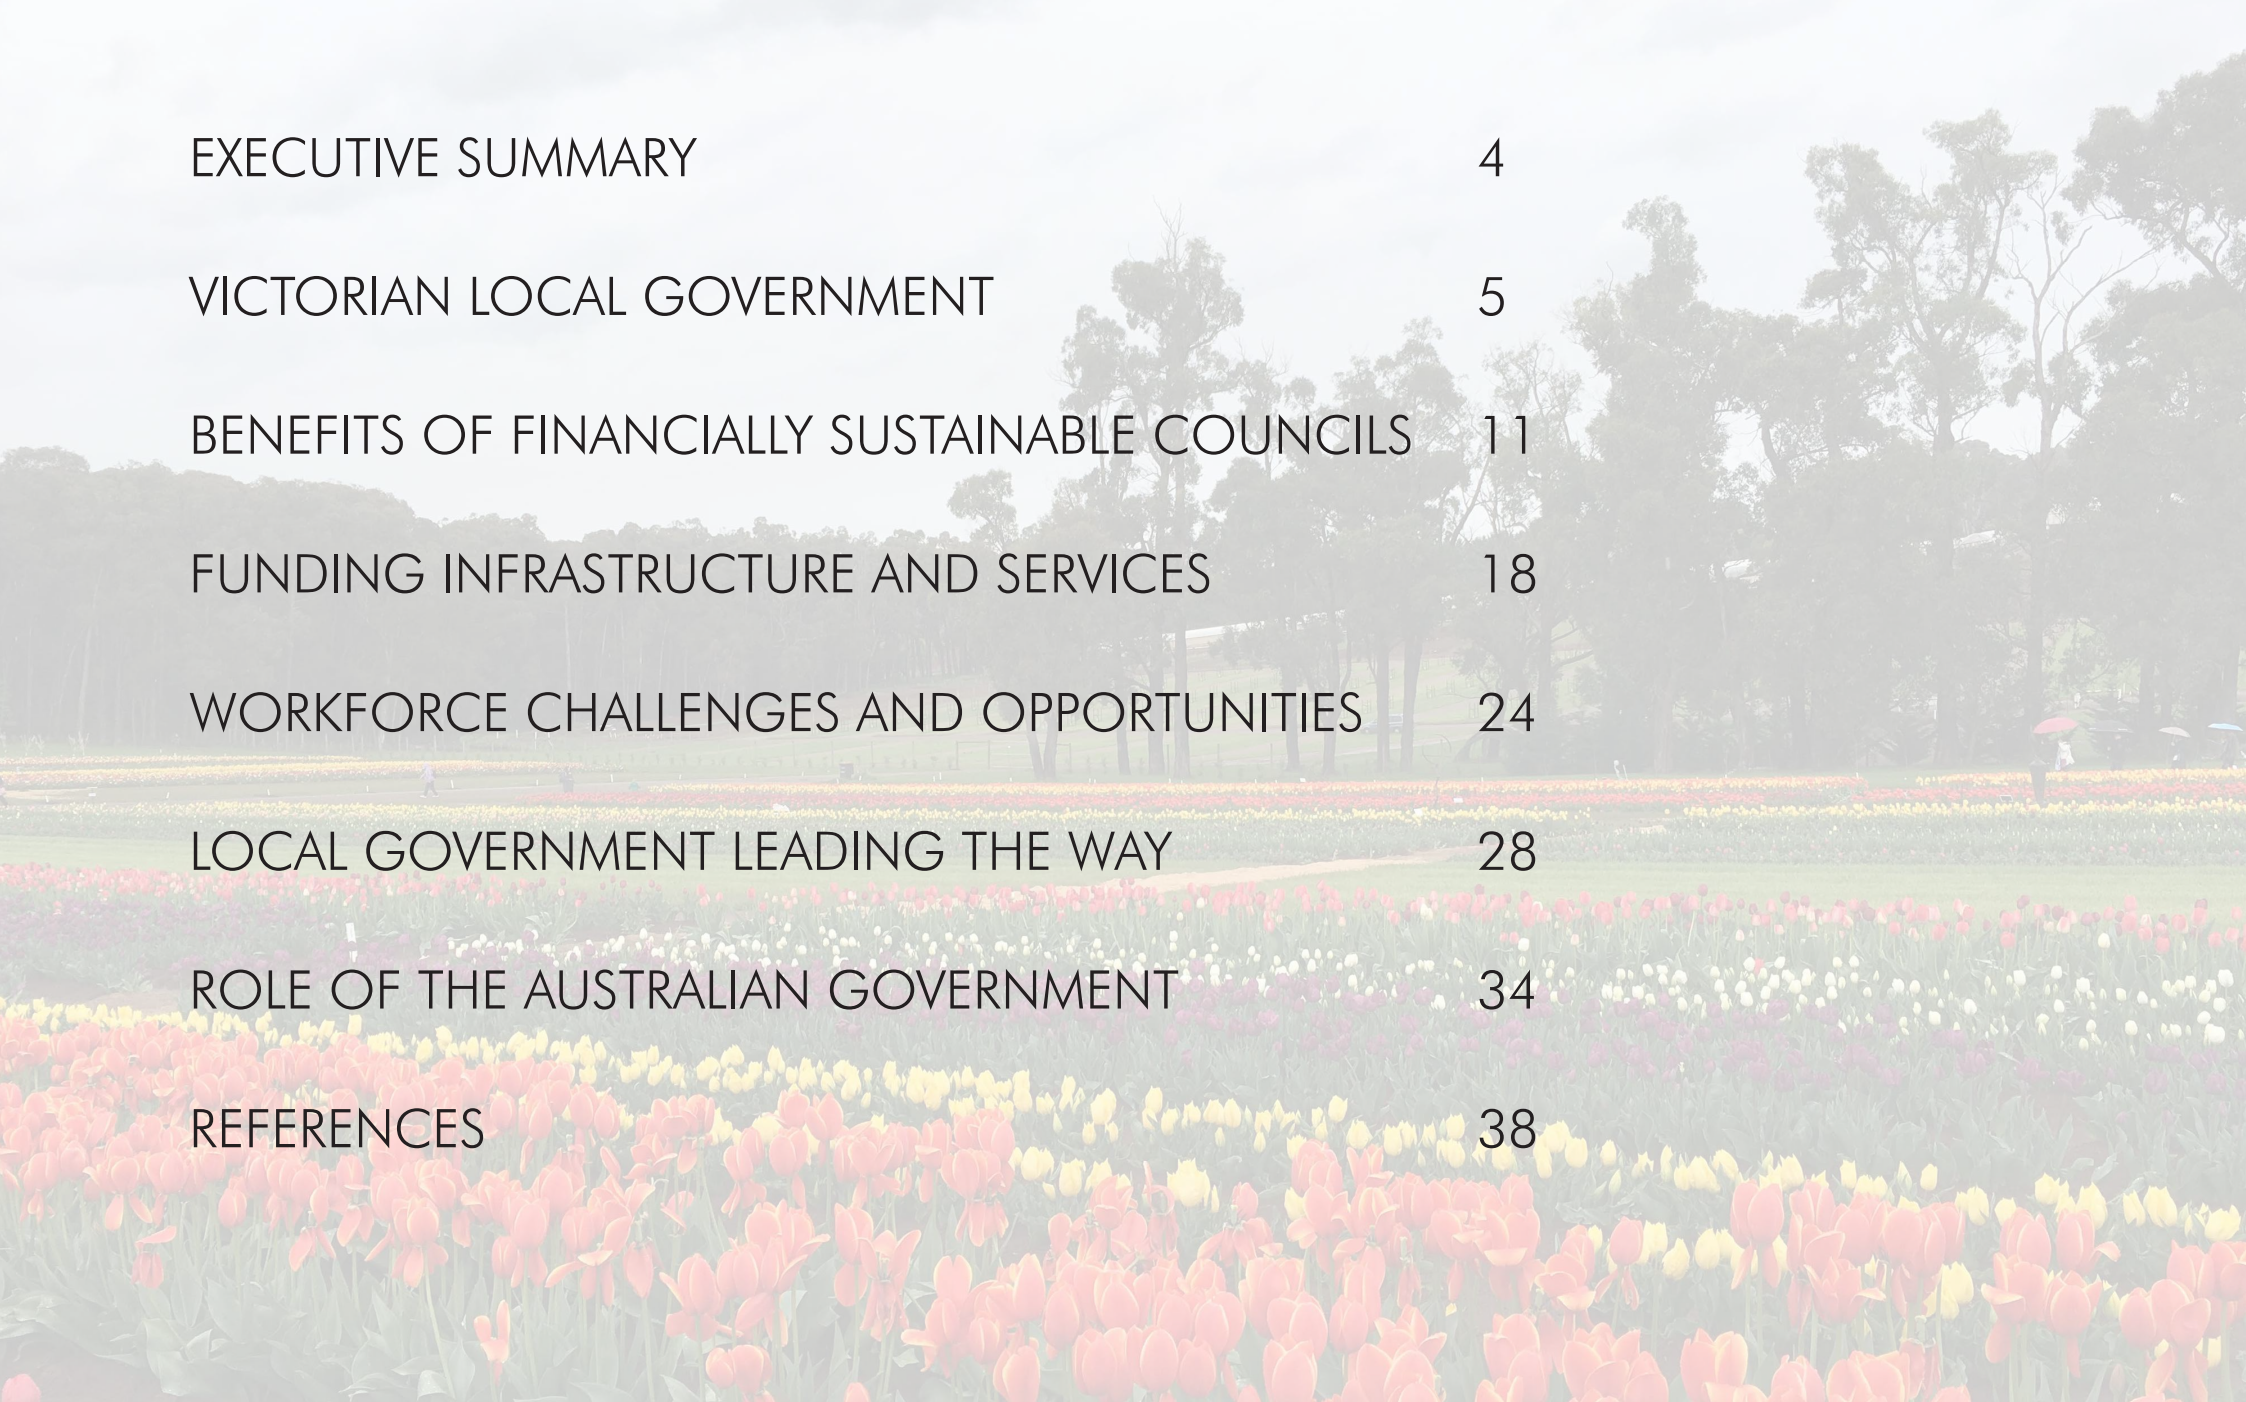 EXECUTIVE SUMMARY 4
VICTORIAN LOCAL GOVERNMENT 5
BENEFITS OF FINANCIALLY SUSTAINABLE COUNCILS 11
FUNDING INFRASTRUCTURE AND SERVICES 18
WORKFORCE CHALLENGES AND OPPORTUNITIES 24
LOCAL GOVERNMENT LEADING THE WAY 28
ROLE OF THE AUSTRALIAN GOVERNMENT 34
REFERENCES 38